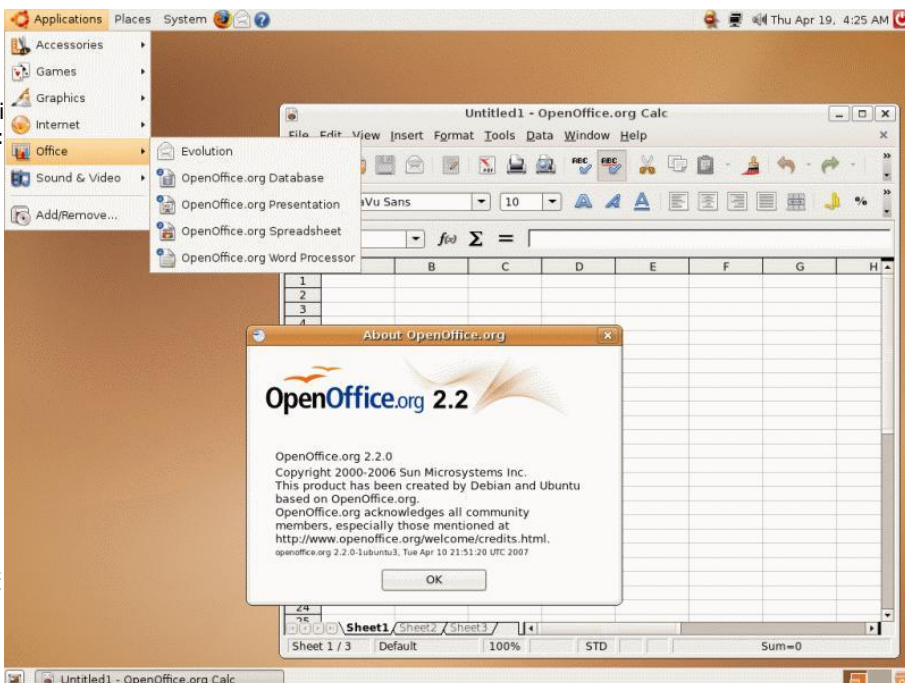 Applications Places System Thu Apr 19, 4:25 AM
Accessories
Games
Graphics
Internet
Office
Sound & Video
Add/Remove...
Evolution
OpenOffice.org Database
OpenOffice.org Presentation
OpenOffice.org Spreadsheet
OpenOffice.org Word Processor
Untitled1 - OpenOffice.org Calc
File Edit View Insert Format Tools Data Window Help
Sans 10
f(x) Σ =
B C D E F G H
1
2
3
4
About OpenOffice.org
OpenOffice.org 2.2
OpenOffice.org 2.2.0
Copyright 2000-2006 Sun Microsystems Inc.
This product has been created by Debian and Ubuntu
based on OpenOffice.org.
OpenOffice.org acknowledges all community
members, especially those mentioned at
http://www.openoffice.org/welcome/credits.html.
openoffice.org 2.2.0-1ubuntu3, Tue Apr 10 21:51:20 UTC 2007
OK
24
25
Sheet1 Sheet2 Sheet3
Sheet 1 / 3 Default 100% STD Sum=0
Untitled1 - OpenOffice.org Calc